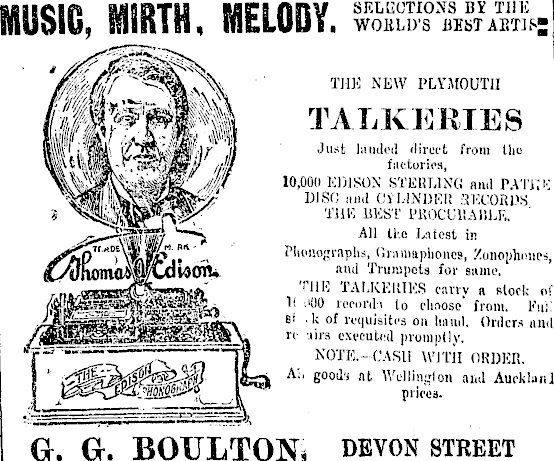 MUSIC, MIRTH, MELODY.
SELECTIONS BY THE
WORLD'S BEST
THE NEW PLYMOUTH
TALKERIES
Just landed direct from the
factories,
10,000 EDISON STERLING and PATHE
DISC and CYLINDER RECORDS.
THE BEST PROCURABLE.
All the Latest in
Phonographs, Gramaphones, Zonophones,
and Trumpets for same.
THE TALKERIES carry a stock of
records to choose from.
of requisites on hand. Orders and
executed promptly.
NOTE.—CASH WITH ORDER.
goods at Wellington and Auckland
prices.
TRADE MARK
Thomas A Edison
THE EDISON PHONOGRAPH
G. G. BOULTON, DEVON STREET